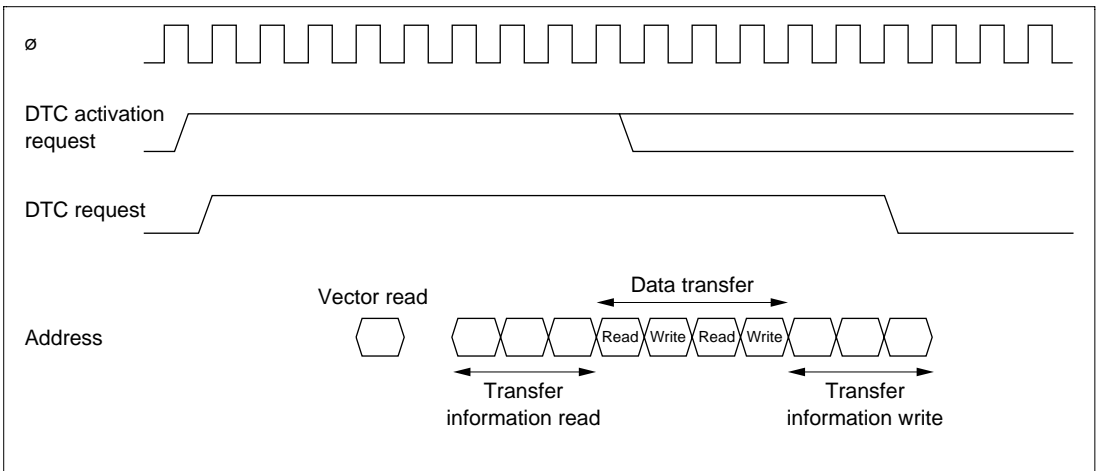 ø
DTC activation
request
DTC request
Data transfer
Vector read
Address
Read Write Read Write
Transfer
information read
Transfer
information write